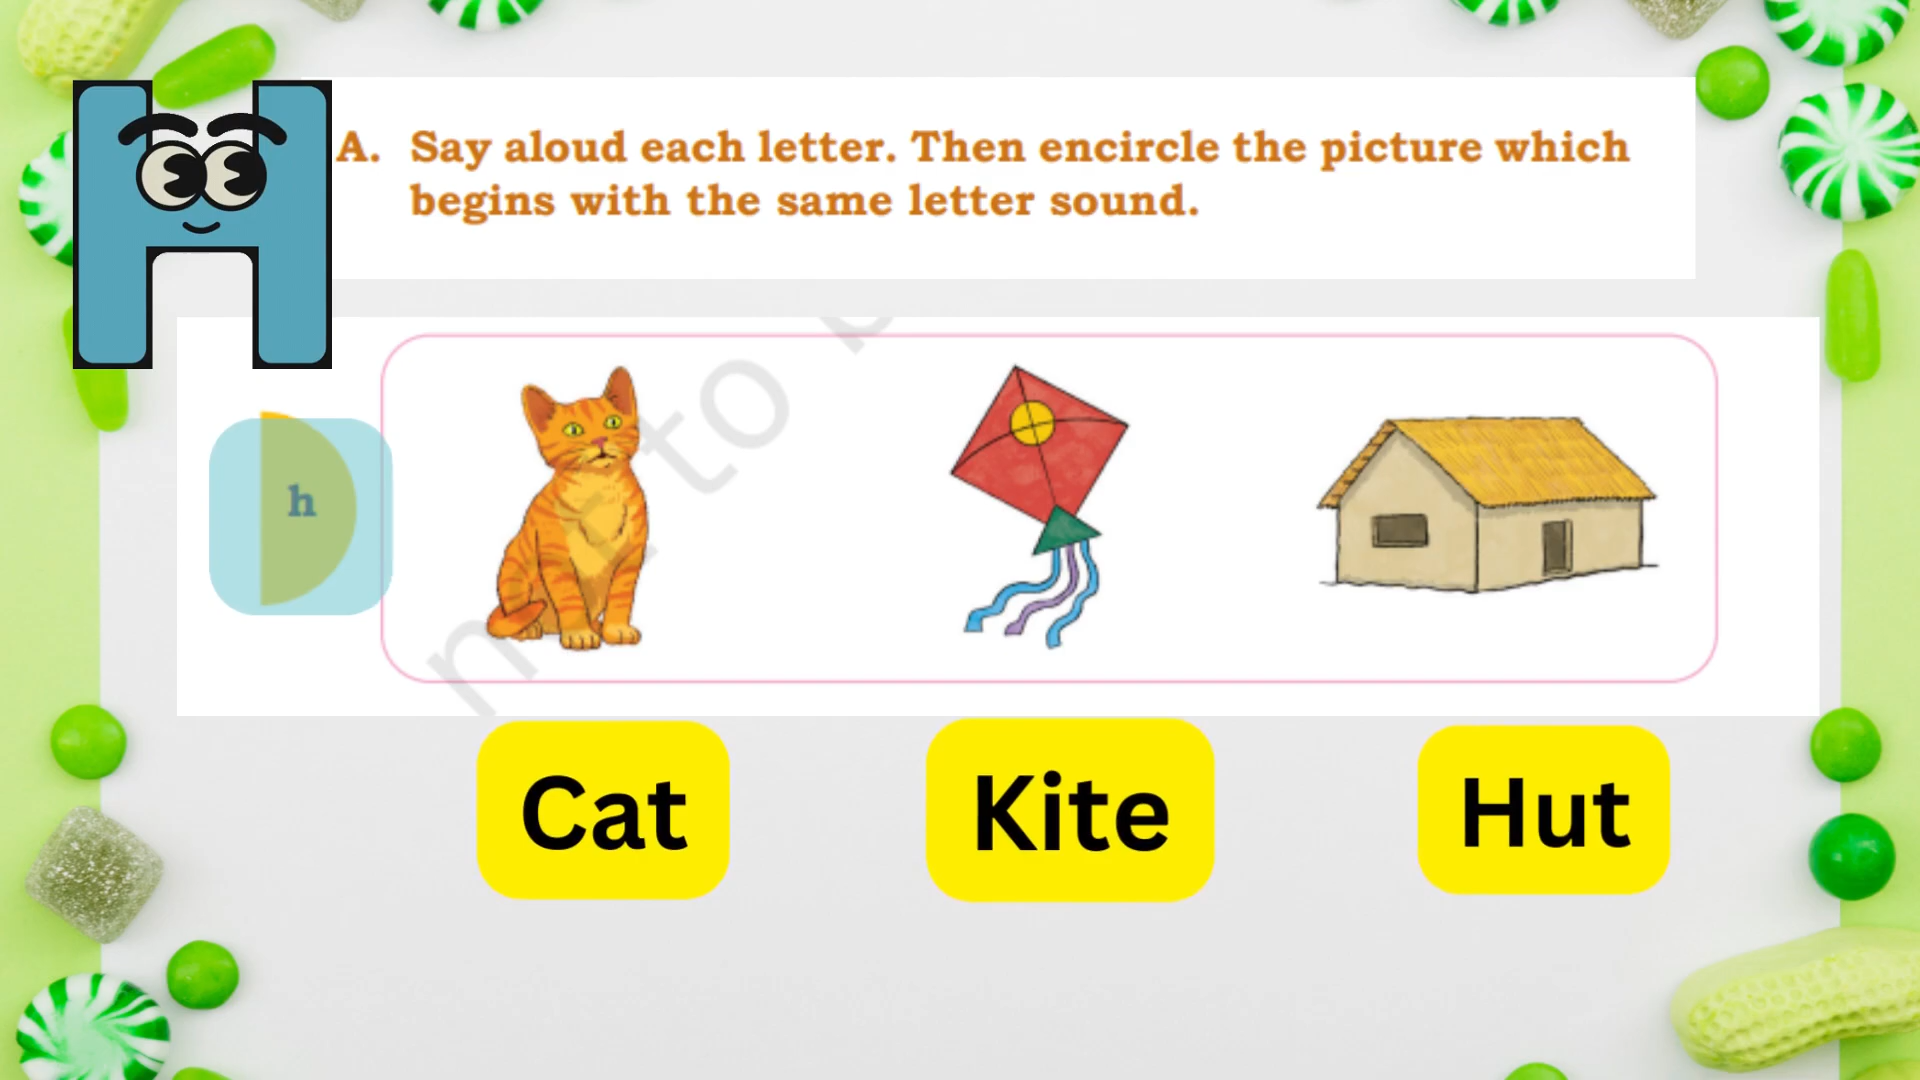 H
A. Say aloud each letter. Then encircle the picture which
begins with the same letter sound.
h
Cat Kite Hut